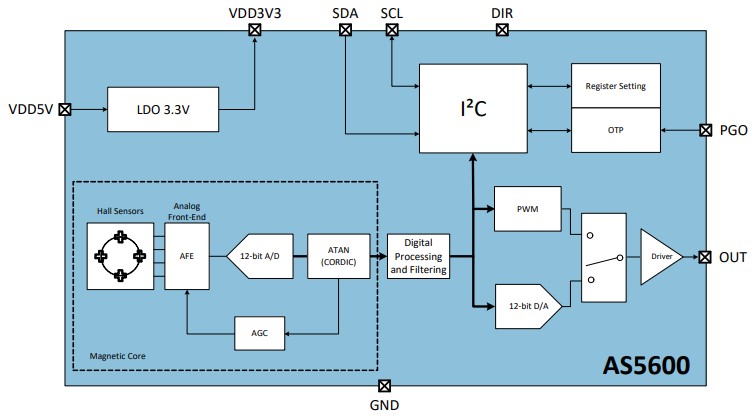 VDD3V3
SDA
SCL
DIR
VDD5V
LDO 3.3V
I²C
Register Setting
OTP
PGO
Hall Sensors
Analog
Front-End
AFE
12-bit A/D
ATAN
(CORDIC)
Digital
Processing
and Filtering
PWM
12-bit D/A
Driver
OUT
AGC
Magnetic Core
AS5600
GND